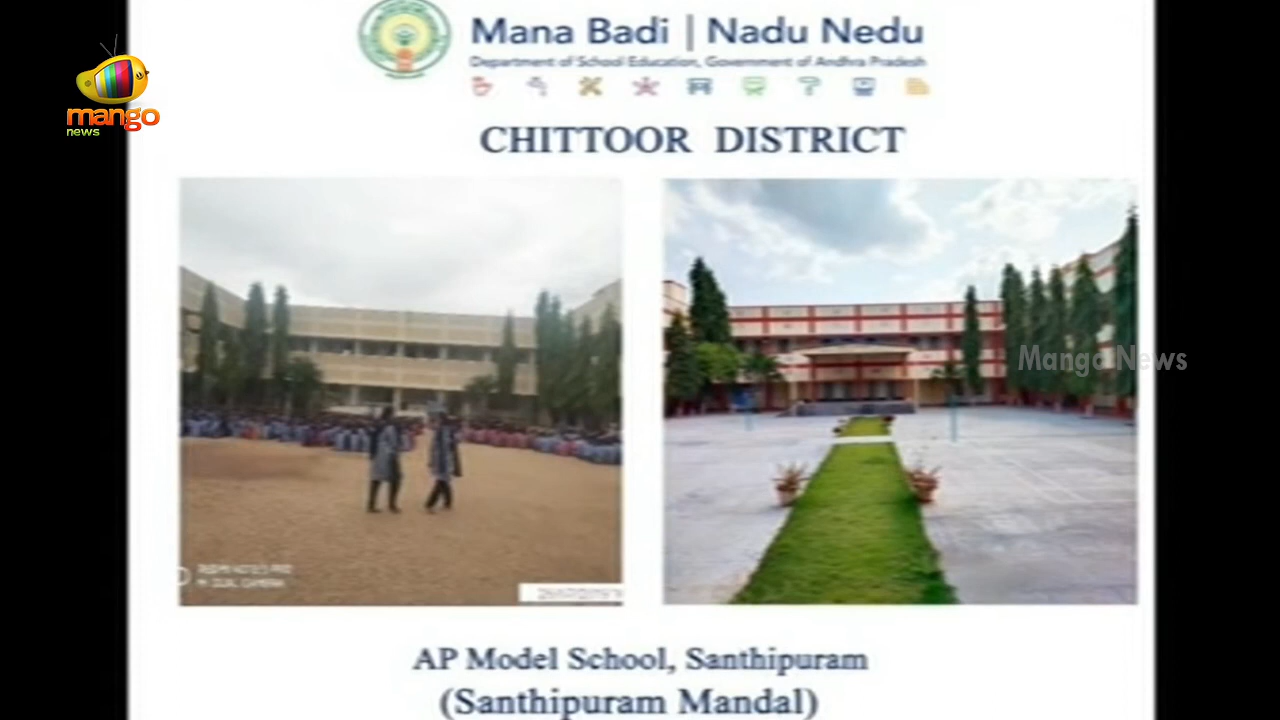 Mana Badi | Nadu Nedu
Department of School Education, Government of Andhra Pradesh
mango
news
CHITTOOR DISTRICT
Mango News
AP Model School, Santhipuram
(Santhipuram Mandal)